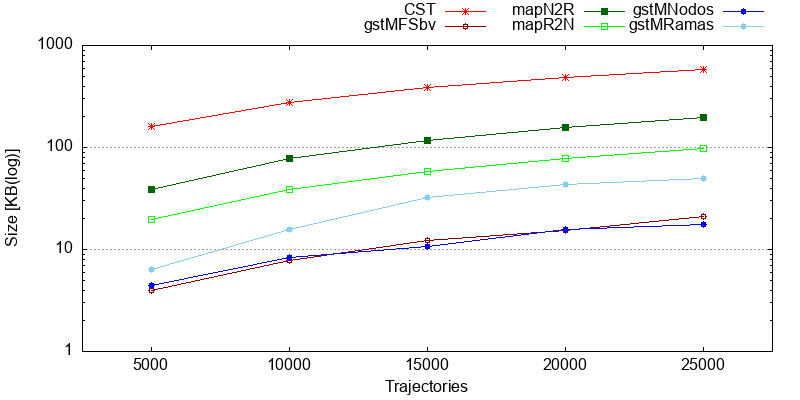 CST mapN2R gstMNodos
gstMFSbv mapR2N gstMRamas
1000
100
10
1
Size [KB(log)]
5000 10000 15000 20000 25000
Trajectories